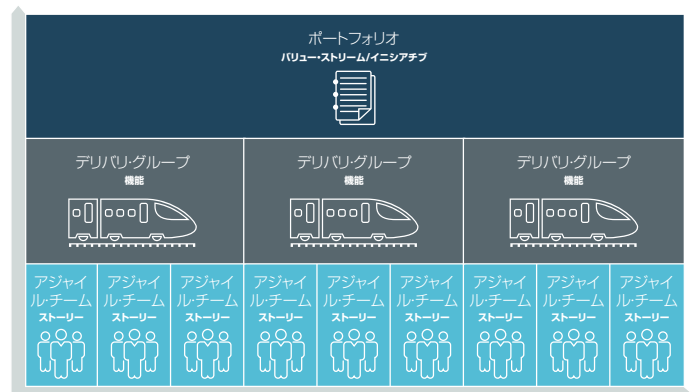 ポートフォリオ
バリュー・ストリーム/イニシアチブ
デリバリ・グループ
機能
デリバリ・グループ
機能
デリバリ・グループ
機能
アジャイ
ル・チーム
ストーリー
アジャイ
ル・チーム
ストーリー
アジャイ
ル・チーム
ストーリー
アジャイ
ル・チーム
ストーリー
アジャイ
ル・チーム
ストーリー
アジャイ
ル・チーム
ストーリー
アジャイ
ル・チーム
ストーリー
アジャイ
ル・チーム
ストーリー
アジャイ
ル・チーム
ストーリー